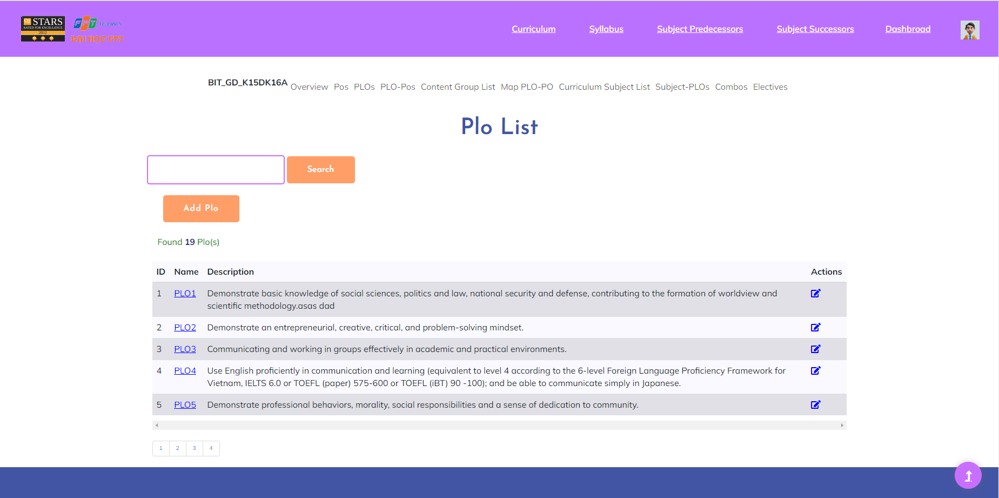 QS STARS
RATED FOR EXCELLENCE
2012
FPT Education
ĐẠI HỌC FPT
Curriculum Syllabus Subject Predecessors Subject Successors Dashbroad
BIT_GD_K15DK16A Overview Pos PLOs PLO-Pos Content Group List Map PLO-PO Curriculum Subject List Subject-PLOs Combos Electives
Plo List
Search
Add Plo
Found 19 Plo(s)
ID Name Description Actions
1 PLO1 Demonstrate basic knowledge of social sciences, politics and law, national security and defense, contributing to the formation of worldview and
scientific methodology.asas dad
2 PLO2 Demonstrate an entrepreneurial, creative, critical, and problem-solving mindset.
3 PLO3 Communicating and working in groups effectively in academic and practical environments.
4 PLO4 Use English proficiently in communication and learning (equivalent to level 4 according to the 6-level Foreign Language Proficiency Framework for
Vietnam, IELTS 6.0 or TOEFL (paper) 575-600 or TOEFL (iBT) 90 -100); and be able to communicate simply in Japanese.
5 PLO5 Demonstrate professional behaviors, morality, social responsibilities and a sense of dedication to community.
1 2 3 4